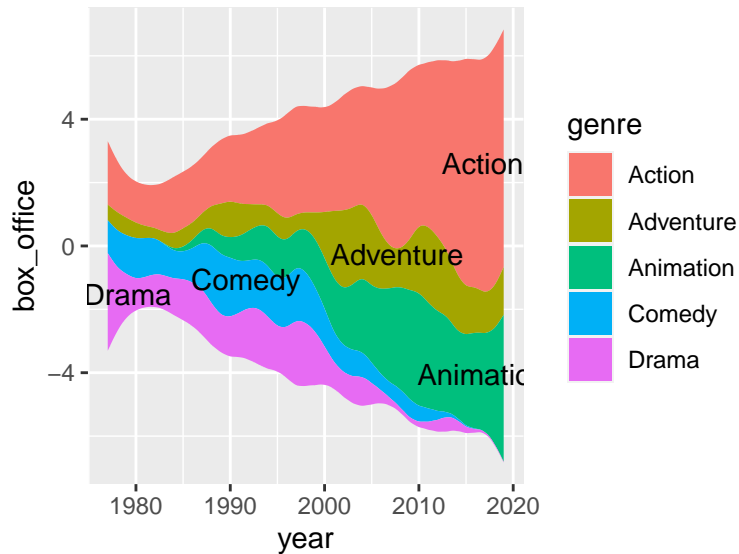 4
0
−4
box_office
1980
1990
2000
2010
2020
year
Action
Adventure
Comedy
Drama
Animatic
genre
Action
Adventure
Animation
Comedy
Drama